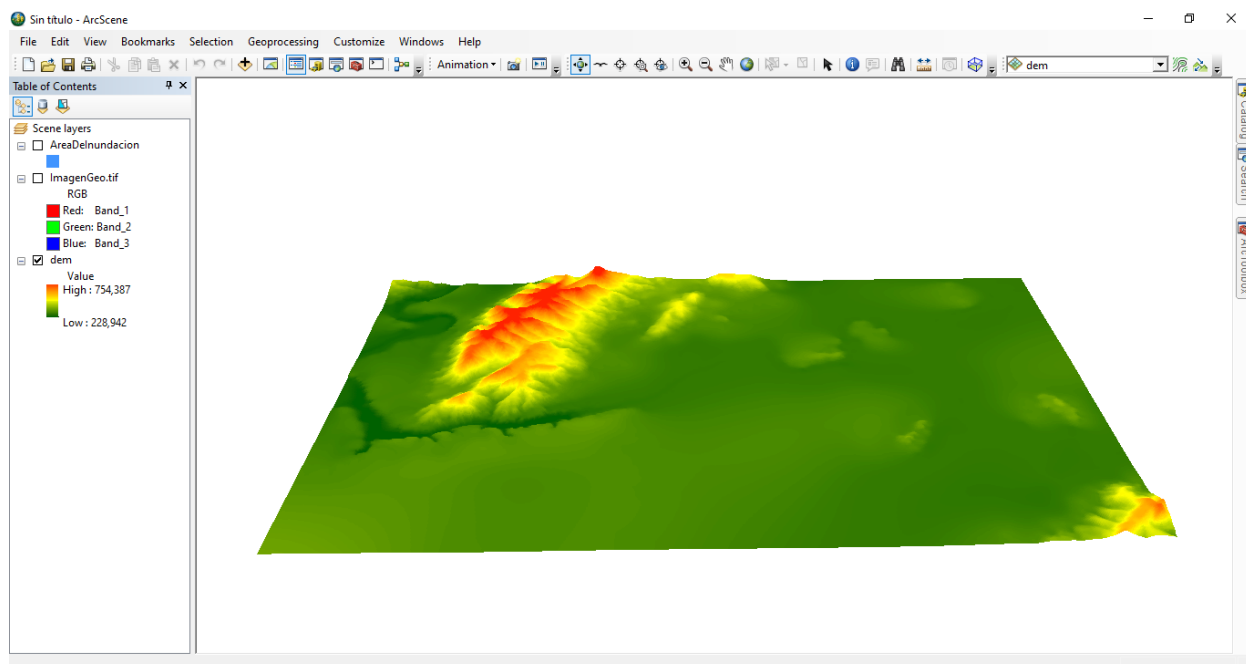 Sin título - ArcScene
File Edit View Bookmarks Selection Geoprocessing Customize Windows Help
Animation
dem
Table of Contents
Scene layers
AreaDeInundacion
ImagenGeo.tif
RGB
Red: Band_1
Green: Band_2
Blue: Band_3
dem
Value
High : 754,387
Low : 228,942
Catalog
Search
ArcToolbox